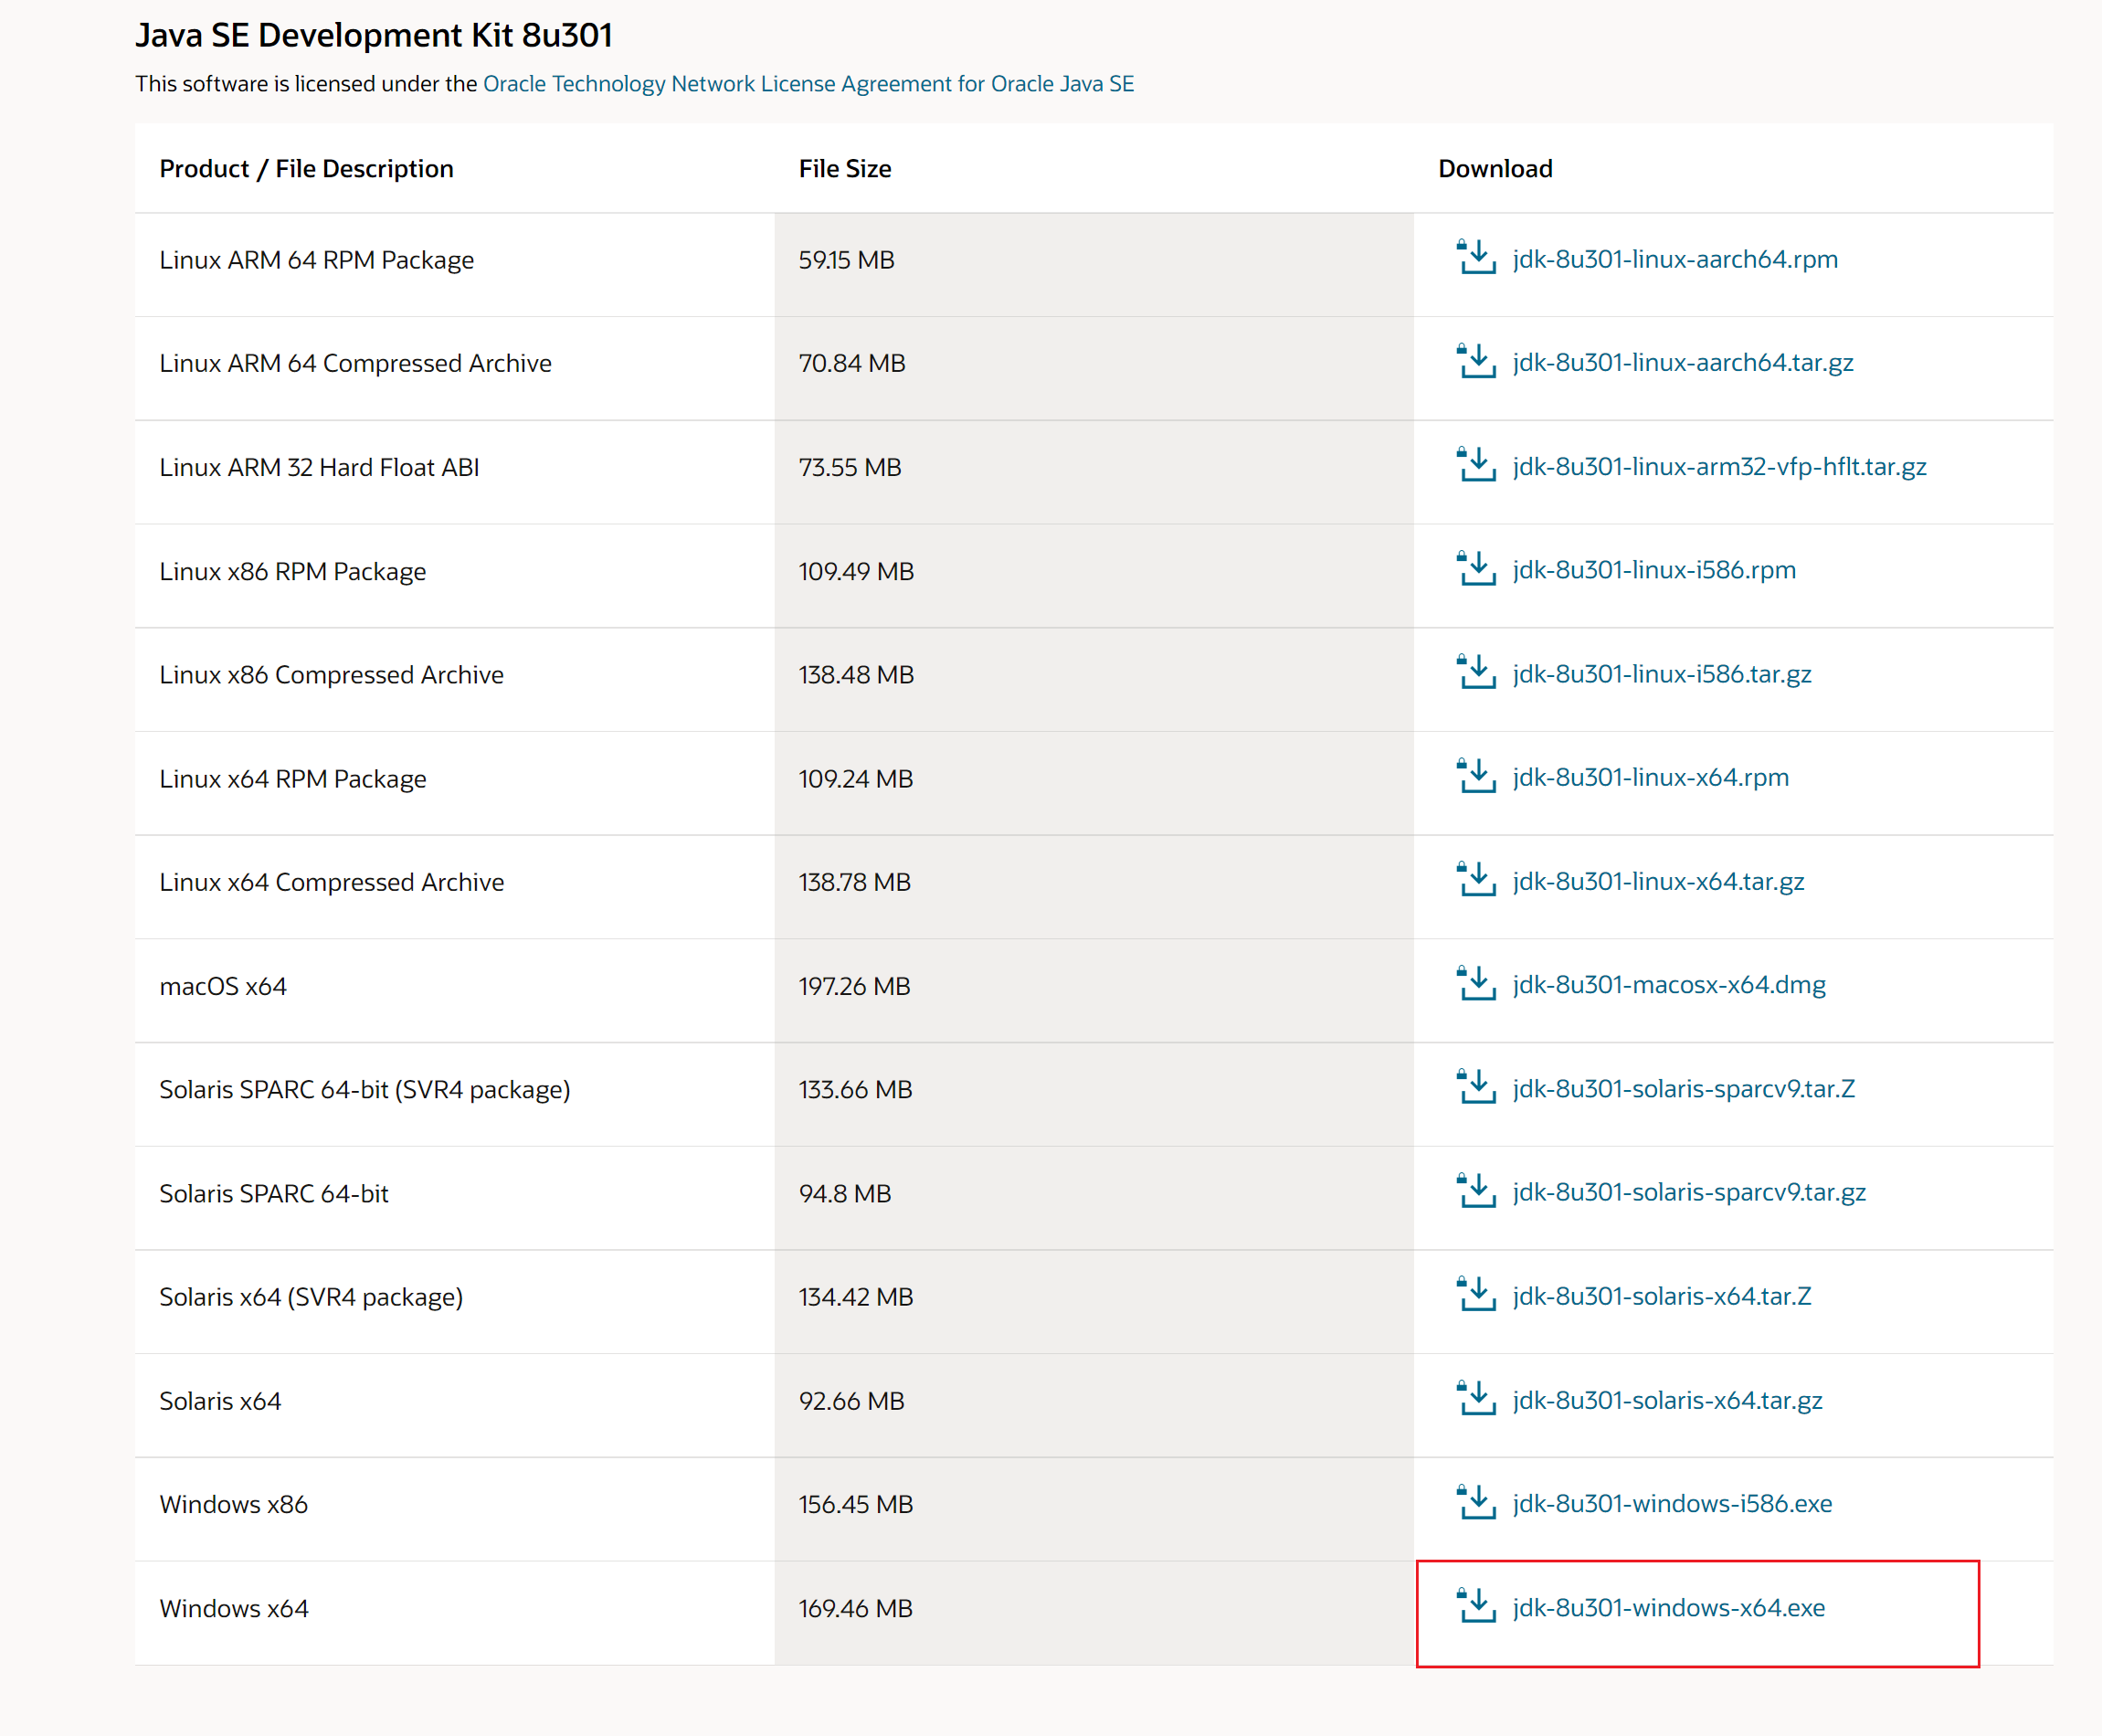 Java SE Development Kit 8u301
This software is licensed under the Oracle Technology Network License Agreement for Oracle Java SE
Product / File Description File Size Download
Linux ARM 64 RPM Package 59.15 MB jdk-8u301-linux-aarch64.rpm
Linux ARM 64 Compressed Archive 70.84 MB jdk-8u301-linux-aarch64.tar.gz
Linux ARM 32 Hard Float ABI 73.55 MB jdk-8u301-linux-arm32-vfp-hflt.tar.gz
Linux x86 RPM Package 109.49 MB jdk-8u301-linux-i586.rpm
Linux x86 Compressed Archive 138.48 MB jdk-8u301-linux-i586.tar.gz
Linux x64 RPM Package 109.24 MB jdk-8u301-linux-x64.rpm
Linux x64 Compressed Archive 138.78 MB jdk-8u301-linux-x64.tar.gz
macOS x64 197.26 MB jdk-8u301-macosx-x64.dmg
Solaris SPARC 64-bit (SVR4 package) 133.66 MB jdk-8u301-solaris-sparcv9.tar.Z
Solaris SPARC 64-bit 94.8 MB jdk-8u301-solaris-sparcv9.tar.gz
Solaris x64 (SVR4 package) 134.42 MB jdk-8u301-solaris-x64.tar.Z
Solaris x64 92.66 MB jdk-8u301-solaris-x64.tar.gz
Windows x86 156.45 MB jdk-8u301-windows-i586.exe
Windows x64 169.46 MB jdk-8u301-windows-x64.exe